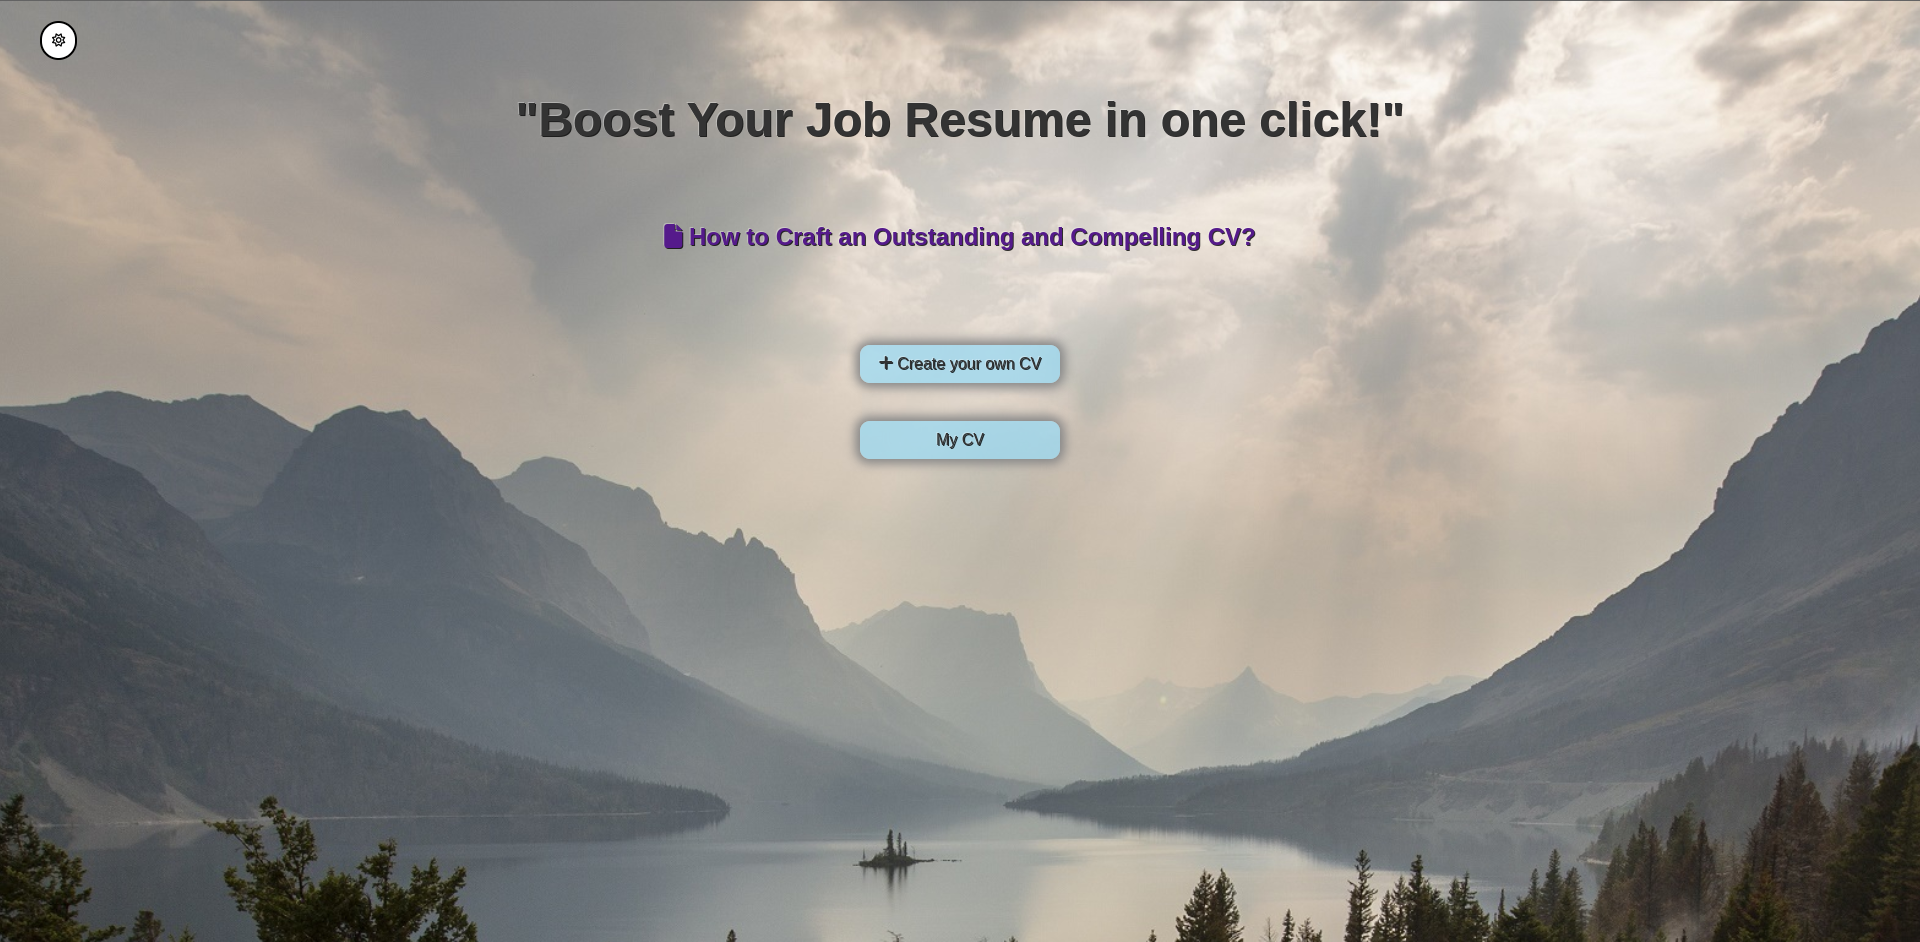 "Boost Your Job Resume in one click!"
How to Craft an Outstanding and Compelling CV?
Create your own CV
My CV